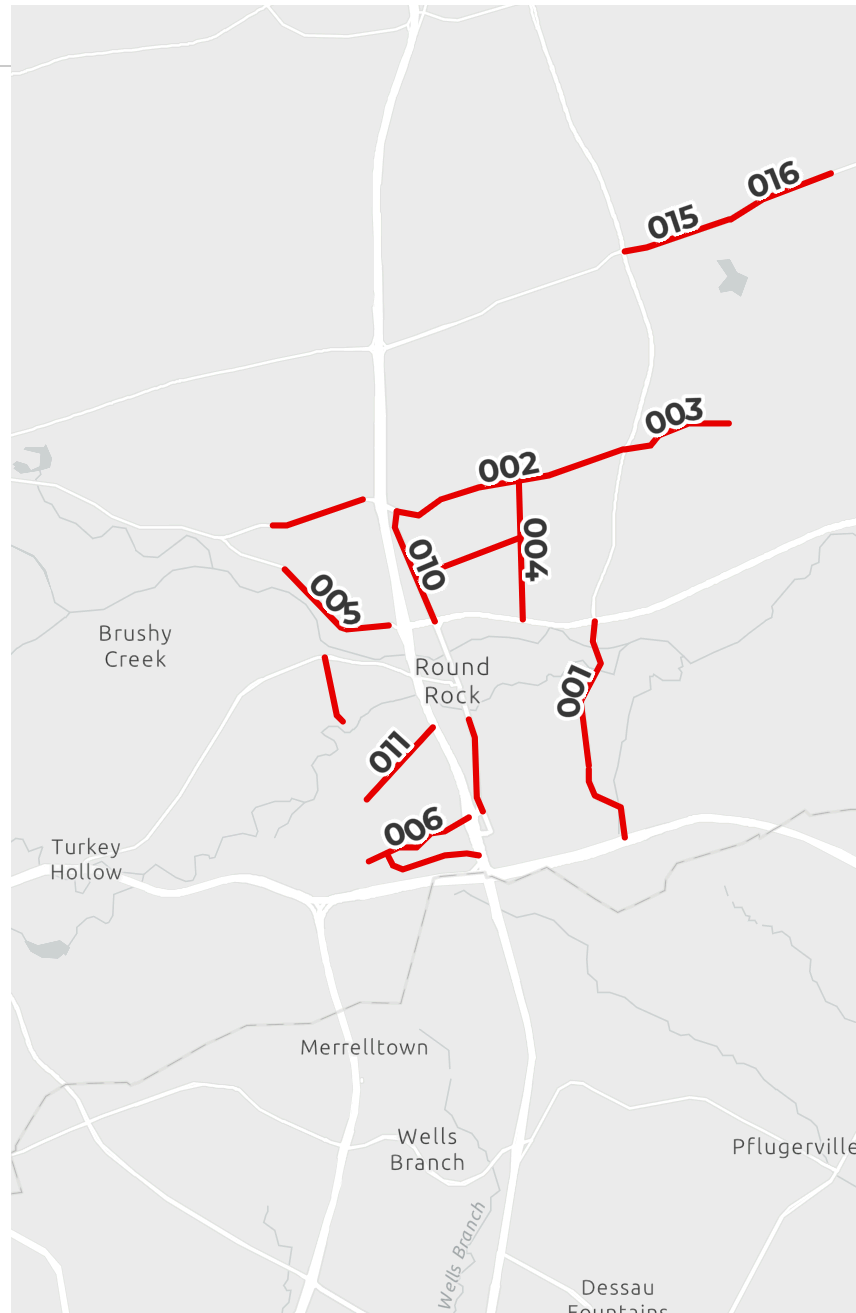 016
015
003
002
004
010
005
Brushy
Creek
Round
Rock
001
011
006
Turkey
Hollow
Merrelltown
Wells
Branch
Pflugerville
Wells Branch
Dessau
Fountains